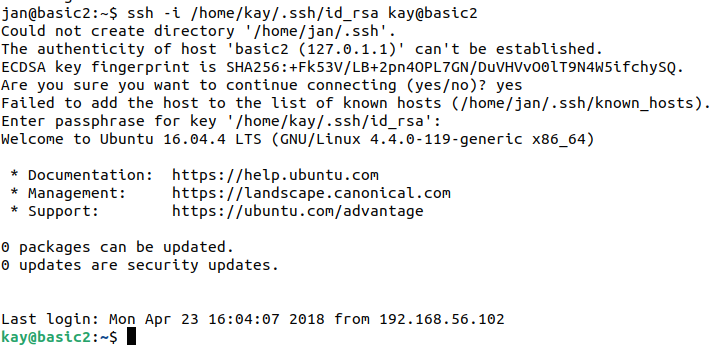 jan@basic2:~$ ssh -i /home/kay/.ssh/id_rsa kay@basic2
Could not create directory '/home/jan/.ssh'.
The authenticity of host 'basic2 (127.0.1.1)' can't be established.
ECDSA key fingerprint is SHA256:+Fk53V/LB+2pn4OPL7GN/DuVHVvO0lT9N4W5ifchySQ.
Are you sure you want to continue connecting (yes/no)? yes
Failed to add the host to the list of known hosts (/home/jan/.ssh/known_hosts).
Enter passphrase for key '/home/kay/.ssh/id_rsa':
Welcome to Ubuntu 16.04.4 LTS (GNU/Linux 4.4.0-119-generic x86_64)
* Documentation: https://help.ubuntu.com
* Management: https://landscape.canonical.com
* Support: https://ubuntu.com/advantage
0 packages can be updated.
0 updates are security updates.
Last login: Mon Apr 23 16:04:07 2018 from 192.168.56.102
kay@basic2:~$